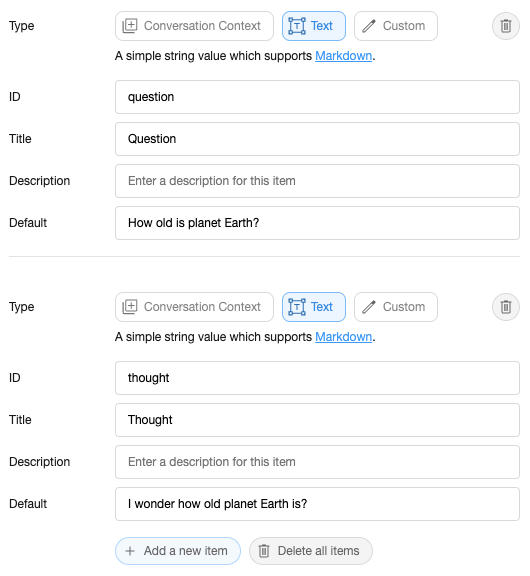 Type Conversation Context Text Custom
A simple string value which supports Markdown.
ID question
Title Question
Description Enter a description for this item
Default How old is planet Earth?
Type Conversation Context Text Custom
A simple string value which supports Markdown.
ID thought
Title Thought
Description Enter a description for this item
Default I wonder how old planet Earth is?
+ Add a new item Delete all items